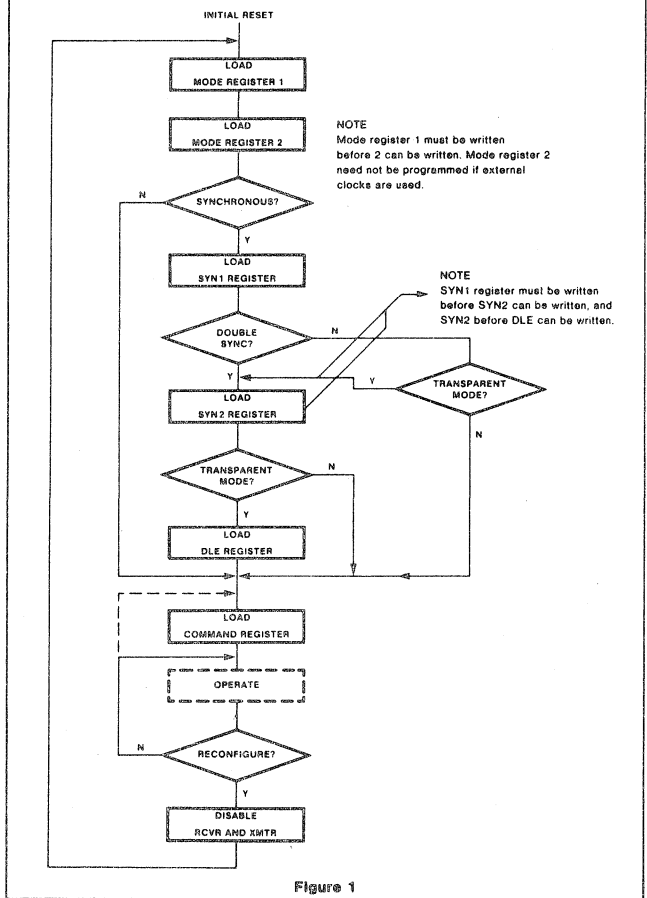 INITIAL RESET
LOAD
MODE REGISTER 1
LOAD
MODE REGISTER 2
NOTE
Mode register 1 must be written
before 2 can be written. Mode register 2
need not be programmed if external
clocks are used.
N
SYNCHRONOUS?
Y
LOAD
SYN1 REGISTER
NOTE
SYN1 register must be written
before SYN2 can be written, and
SYN2 before DLE can be written.
DOUBLE
SYNC?
N
Y
Y
TRANSPARENT
MODE?
LOAD
SYN2 REGISTER
N
TRANSPARENT
MODE?
N
Y
LOAD
DLE REGISTER
LOAD
COMMAND REGISTER
OPERATE
N
RECONFIGURE?
Y
DISABLE
RCVR AND XMTR
Figure 1